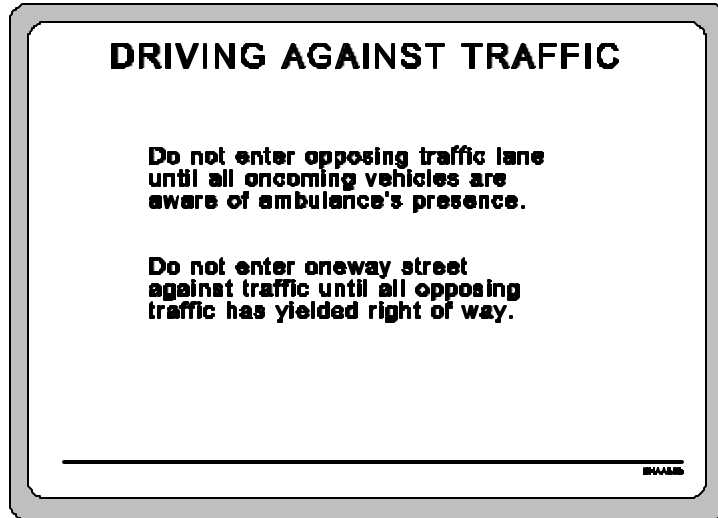 DRIVING AGAINST TRAFFIC
Do not enter opposing traffic lane
until all oncoming vehicles are
aware of ambulance's presence.
Do not enter oneway street
against traffic until all opposing
traffic has yielded right of way.